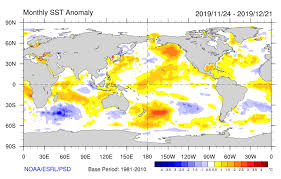 Monthly SST Anomaly 2019/11/24 - 2019/12/21
90N
60N
30N
0
30S
60S
90S
0 30E 60E 90E 120E 150E 180 150W 120W 90W 60W 30W 0
NOAA/ESRL/PSD Base Period: 1981-2010